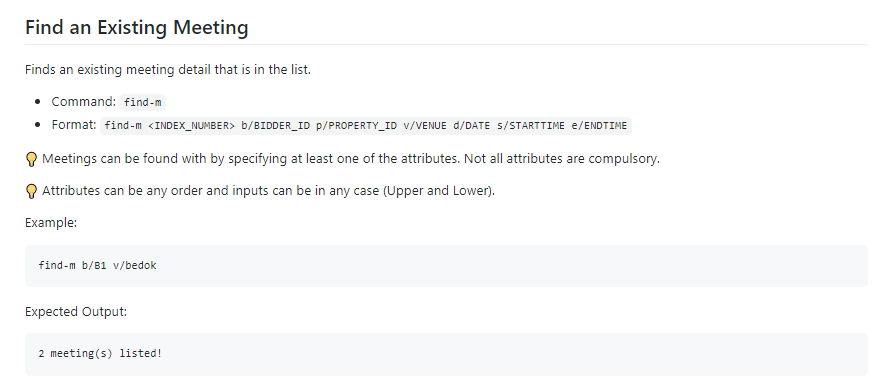 Find an Existing Meeting
Finds an existing meeting detail that is in the list.
• Command: find-m
• Format: find-m <INDEX_NUMBER> b/BIDDER_ID p/PROPERTY_ID v/VENUE d/DATE s/STARTTIME e/ENDTIME
💡 Meetings can be found with by specifying at least one of the attributes. Not all attributes are compulsory.
💡 Attributes can be any order and inputs can be in any case (Upper and Lower).
Example:
find-m b/B1 v/bedok
Expected Output:
2 meeting(s) listed!